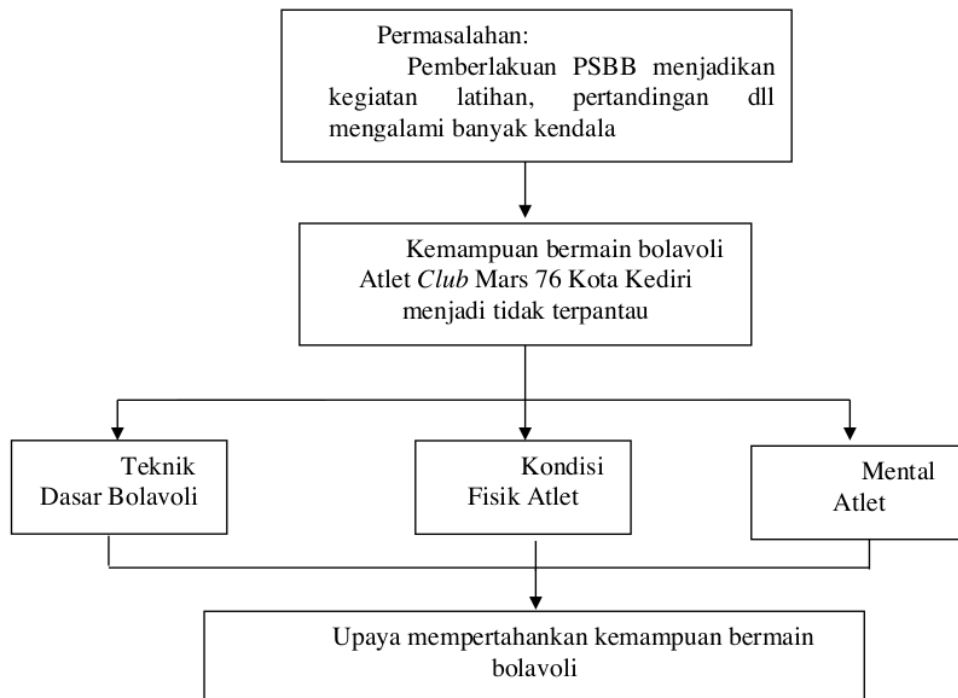 Permasalahan:
Pemberlakuan PSBB menjadikan
kegiatan latihan, pertandingan dll
mengalami banyak kendala
Kemampuan bermain bolavoli
Atlet Club Mars 76 Kota Kediri
menjadi tidak terpantau
Teknik
Dasar Bolavoli
Kondisi
Fisik Atlet
Mental
Atlet
Upaya mempertahankan kemampuan bermain
bolavoli